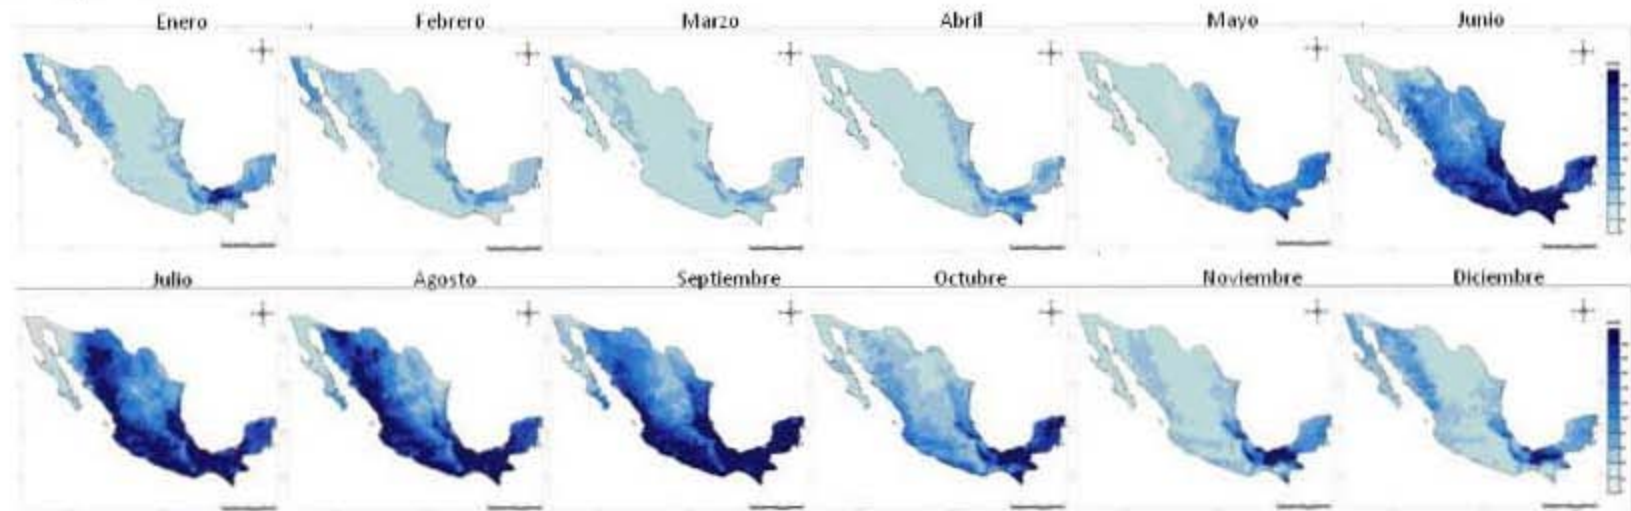 Enero Febrero Marzo Abril Mayo Junio
Julio Agosto Septiembre Octubre Noviembre Diciembre